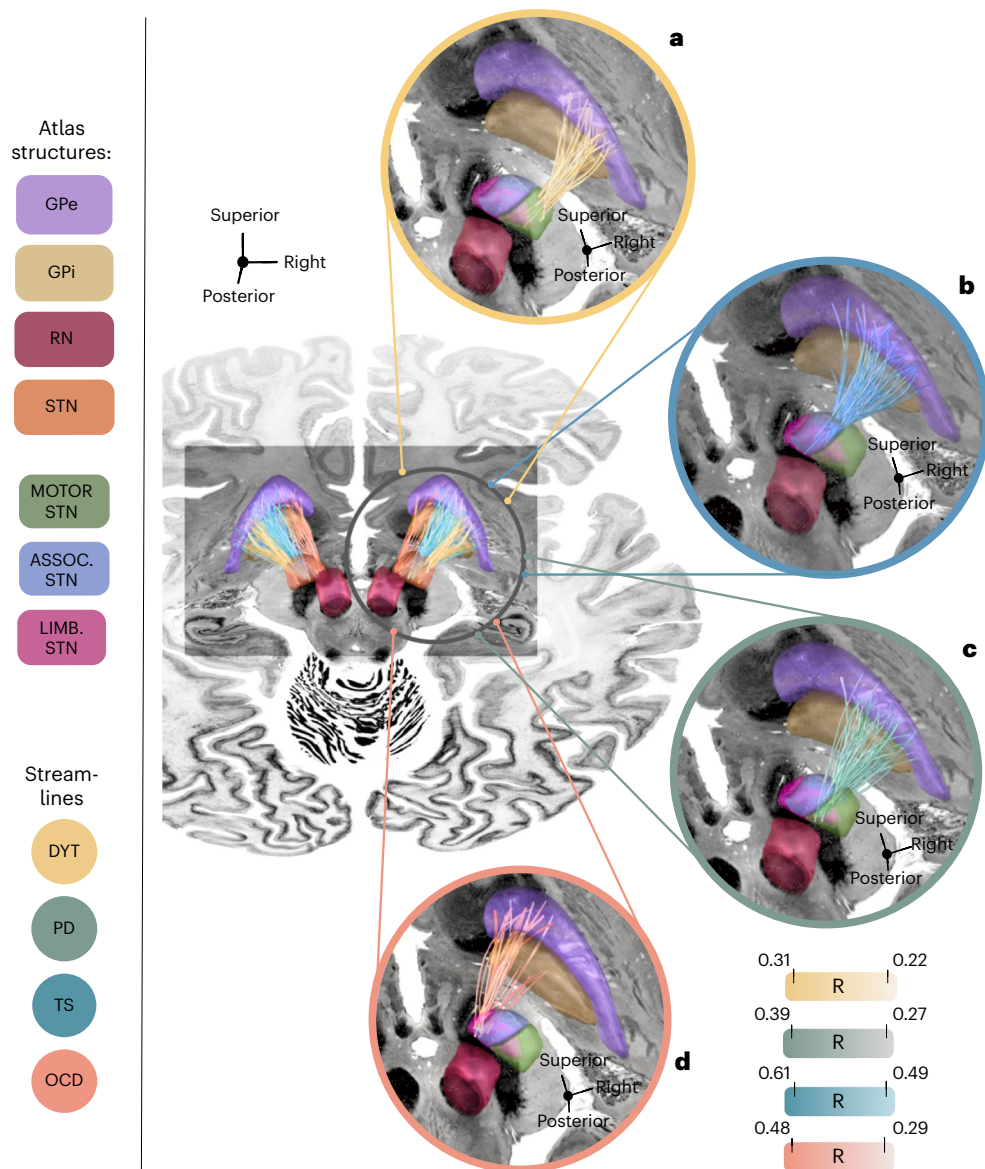 Atlas
structures:
GPe
GPi
RN
STN
MOTOR
STN
ASSOC.
STN
LIMB.
STN
Stream-
lines
DYT
PD
TS
OCD
Superior
Right
Posterior
a
Superior
Right
Posterior
b
Superior
Right
Posterior
c
Superior
Right
Posterior
d
Superior
Right
Posterior
0.31 0.22
R
0.39 0.27
R
0.61 0.49
R
0.48 0.29
R